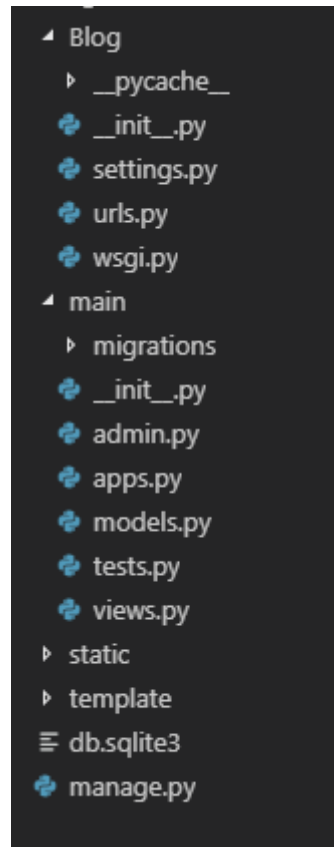 Blog
__pycache__
__init__.py
settings.py
urls.py
wsgi.py
main
migrations
__init__.py
admin.py
apps.py
models.py
tests.py
views.py
static
template
db.sqlite3
manage.py